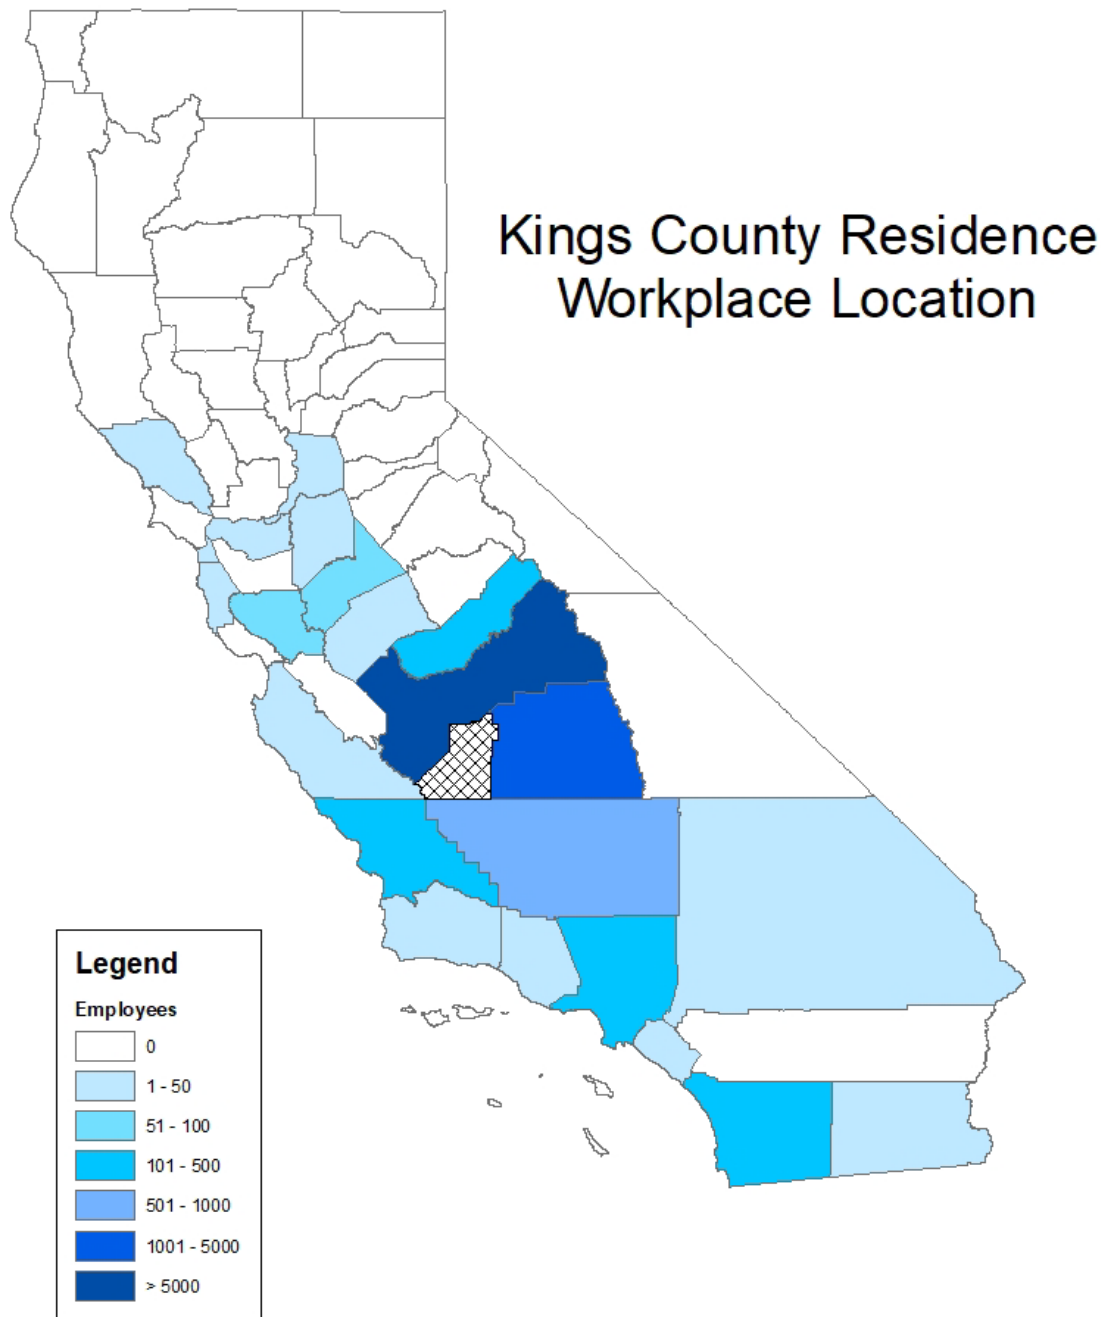 Kings County Residence
Workplace Location
Legend
Employees
0
1 - 50
51 - 100
101 - 500
501 - 1000
1001 - 5000
> 5000